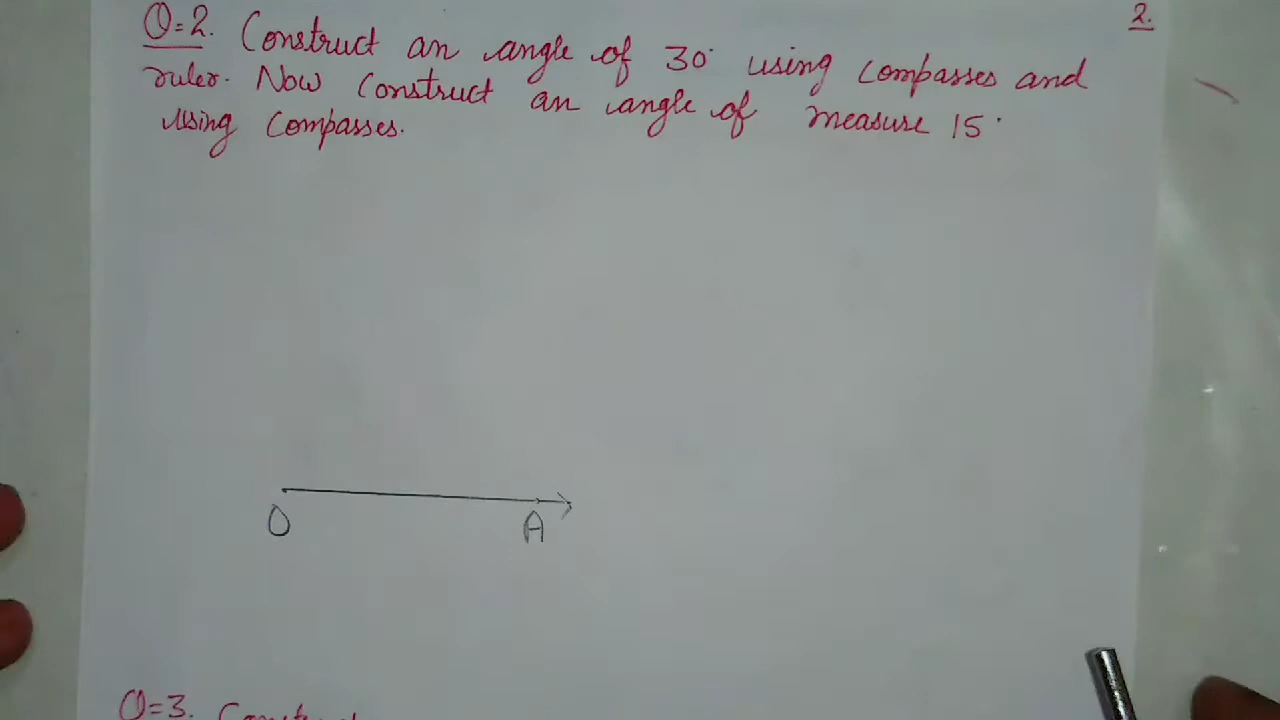 2.
Q=2. Construct an angle of 30° using compasses and
ruler. Now Construct an angle of measure 15°
using Compasses.
O A
Q=3. Construct